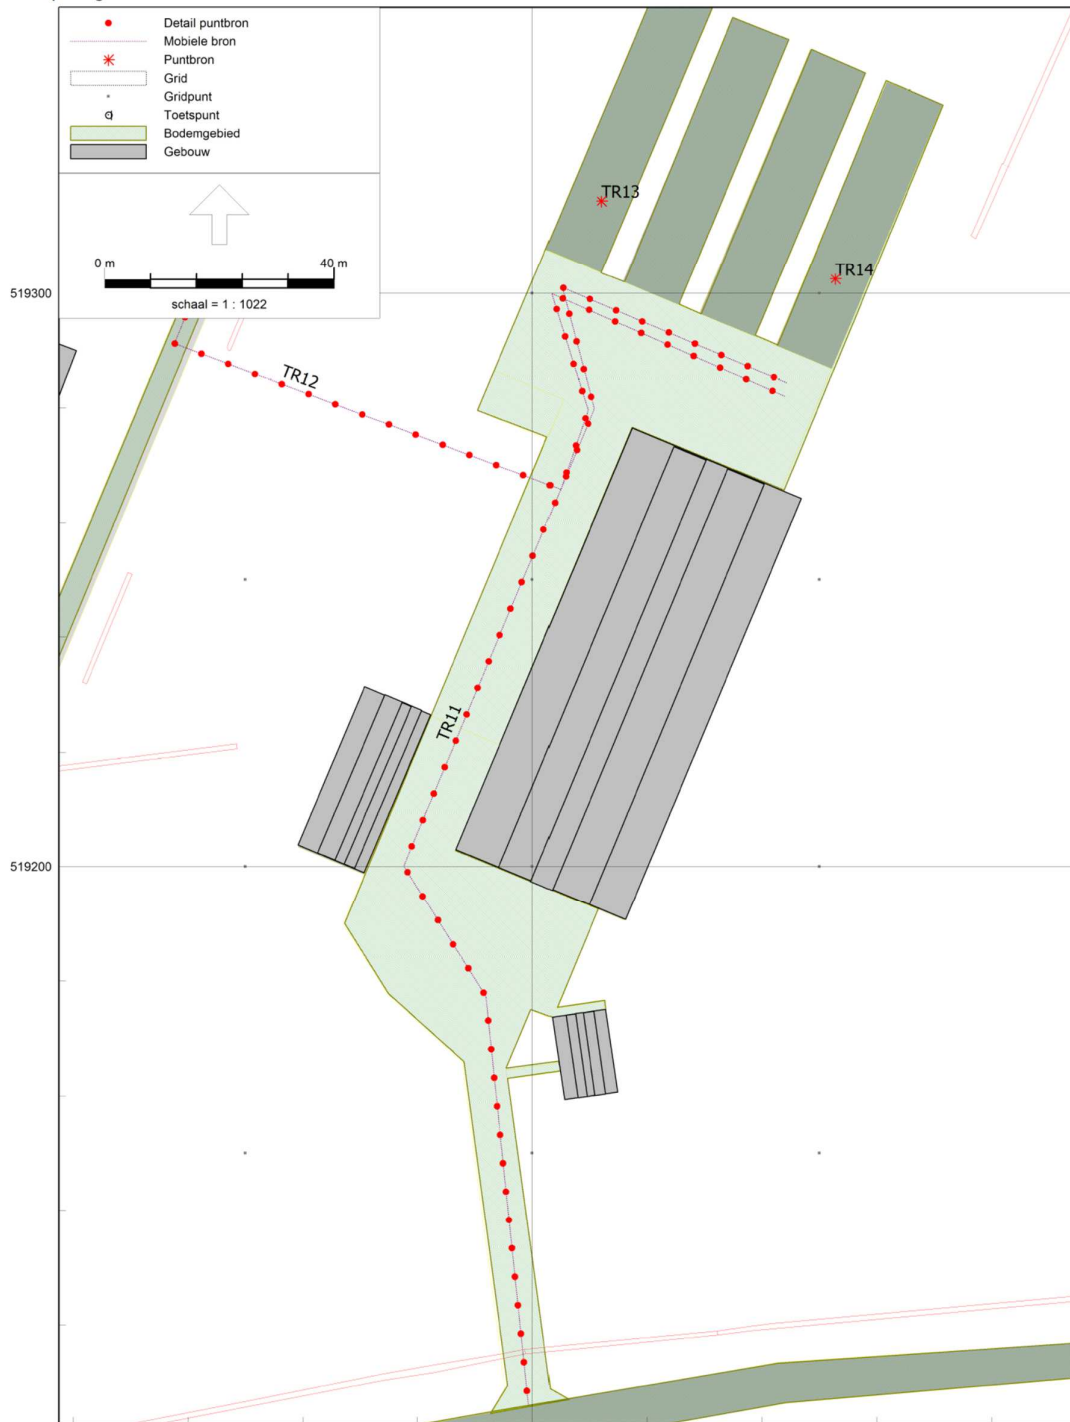 Detail puntbron
Mobiele bron
Puntbron
Grid
Gridpunt
Toetspunt
Bodemgebied
Gebouw
0 m
40 m
schaal = 1 : 1022
TR13
TR14
519300
TR12
TR11
519200